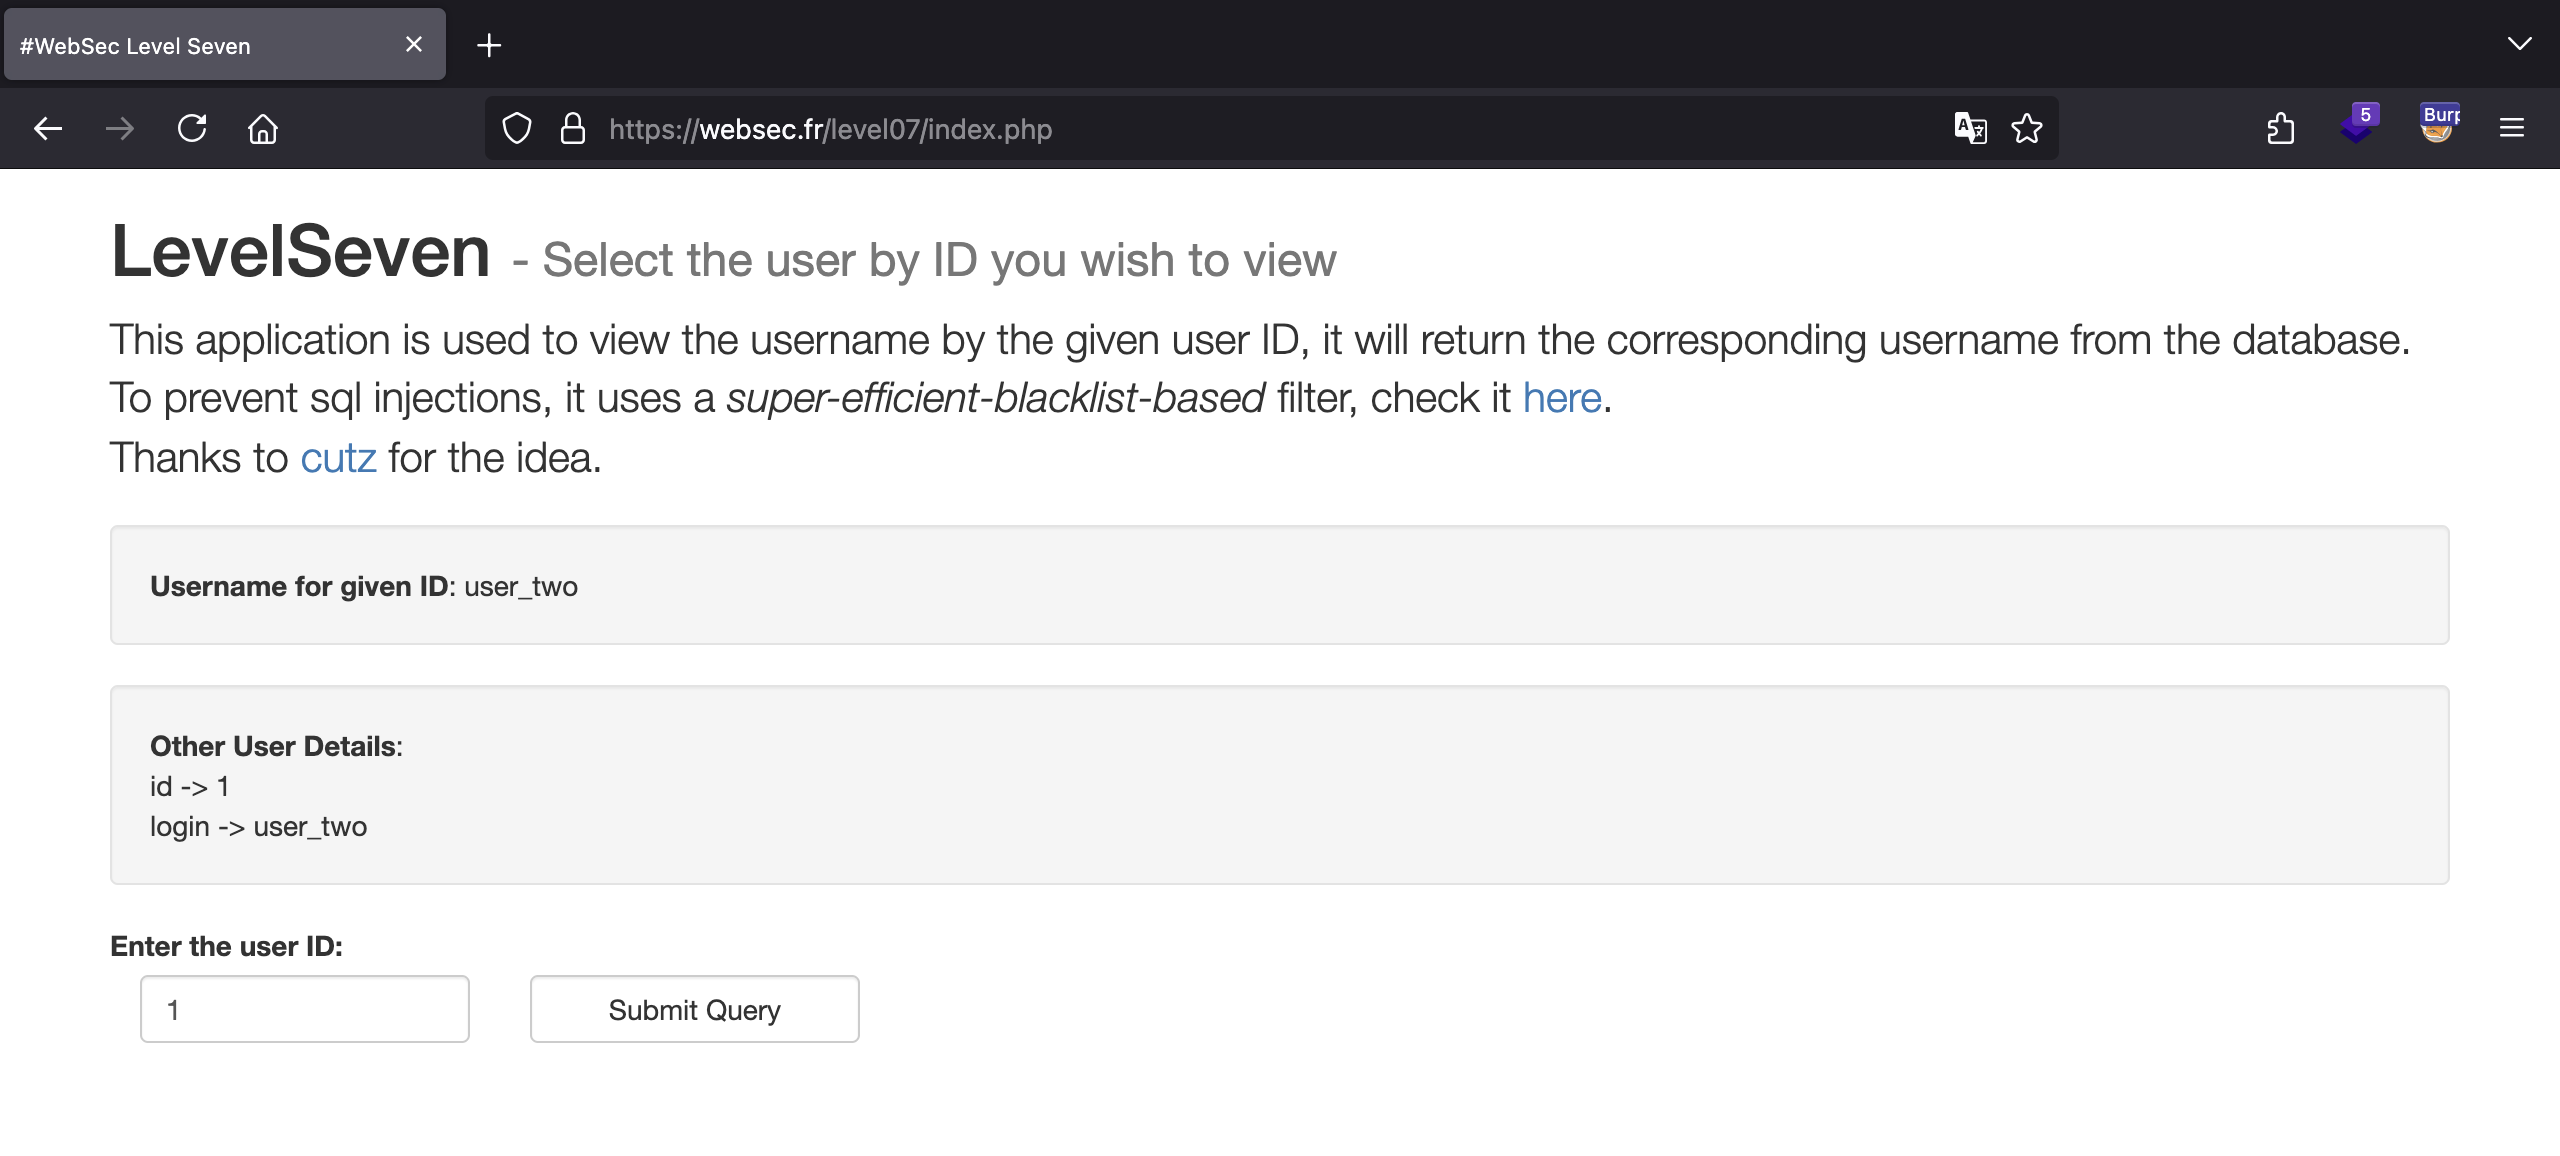 #WebSec Level Seven
https://websec.fr/level07/index.php
5
Burp
LevelSeven - Select the user by ID you wish to view
This application is used to view the username by the given user ID, it will return the corresponding username from the database.
To prevent sql injections, it uses a super-efficient-blacklist-based filter, check it here.
Thanks to cutz for the idea.
Username for given ID: user_two
Other User Details:
id -> 1
login -> user_two
Enter the user ID:
1
Submit Query